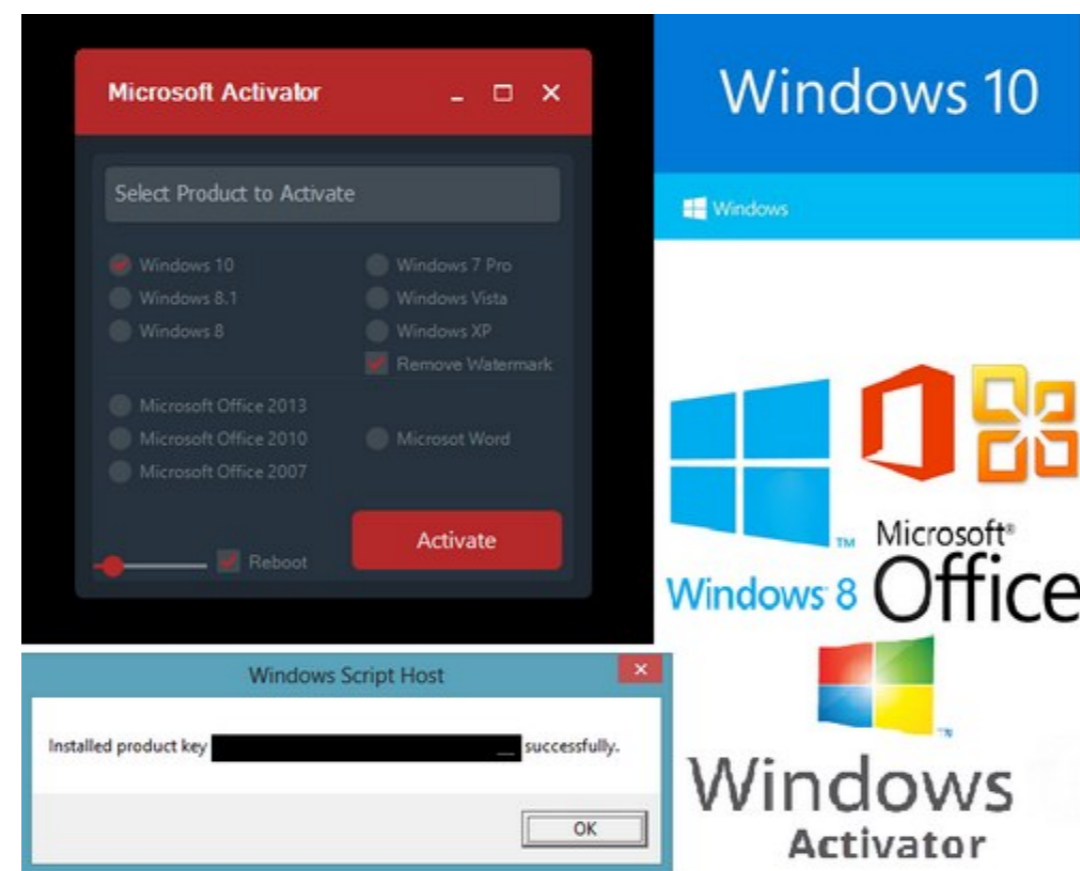 Microsoft Activator
Select Product to Activate
Windows 10
Windows 7 Pro
Windows 8.1
Windows Vista
Windows 8
Windows XP
Remove Watermark
Microsoft Office 2013
Microsoft Office 2010
Microsot Word
Microsoft Office 2007
Activate
Reboot
Windows 10
Windows
TM
Windows 8
Microsoft®
Office
Windows Script Host
Installed product key
successfully.
OK
Windows
Activator